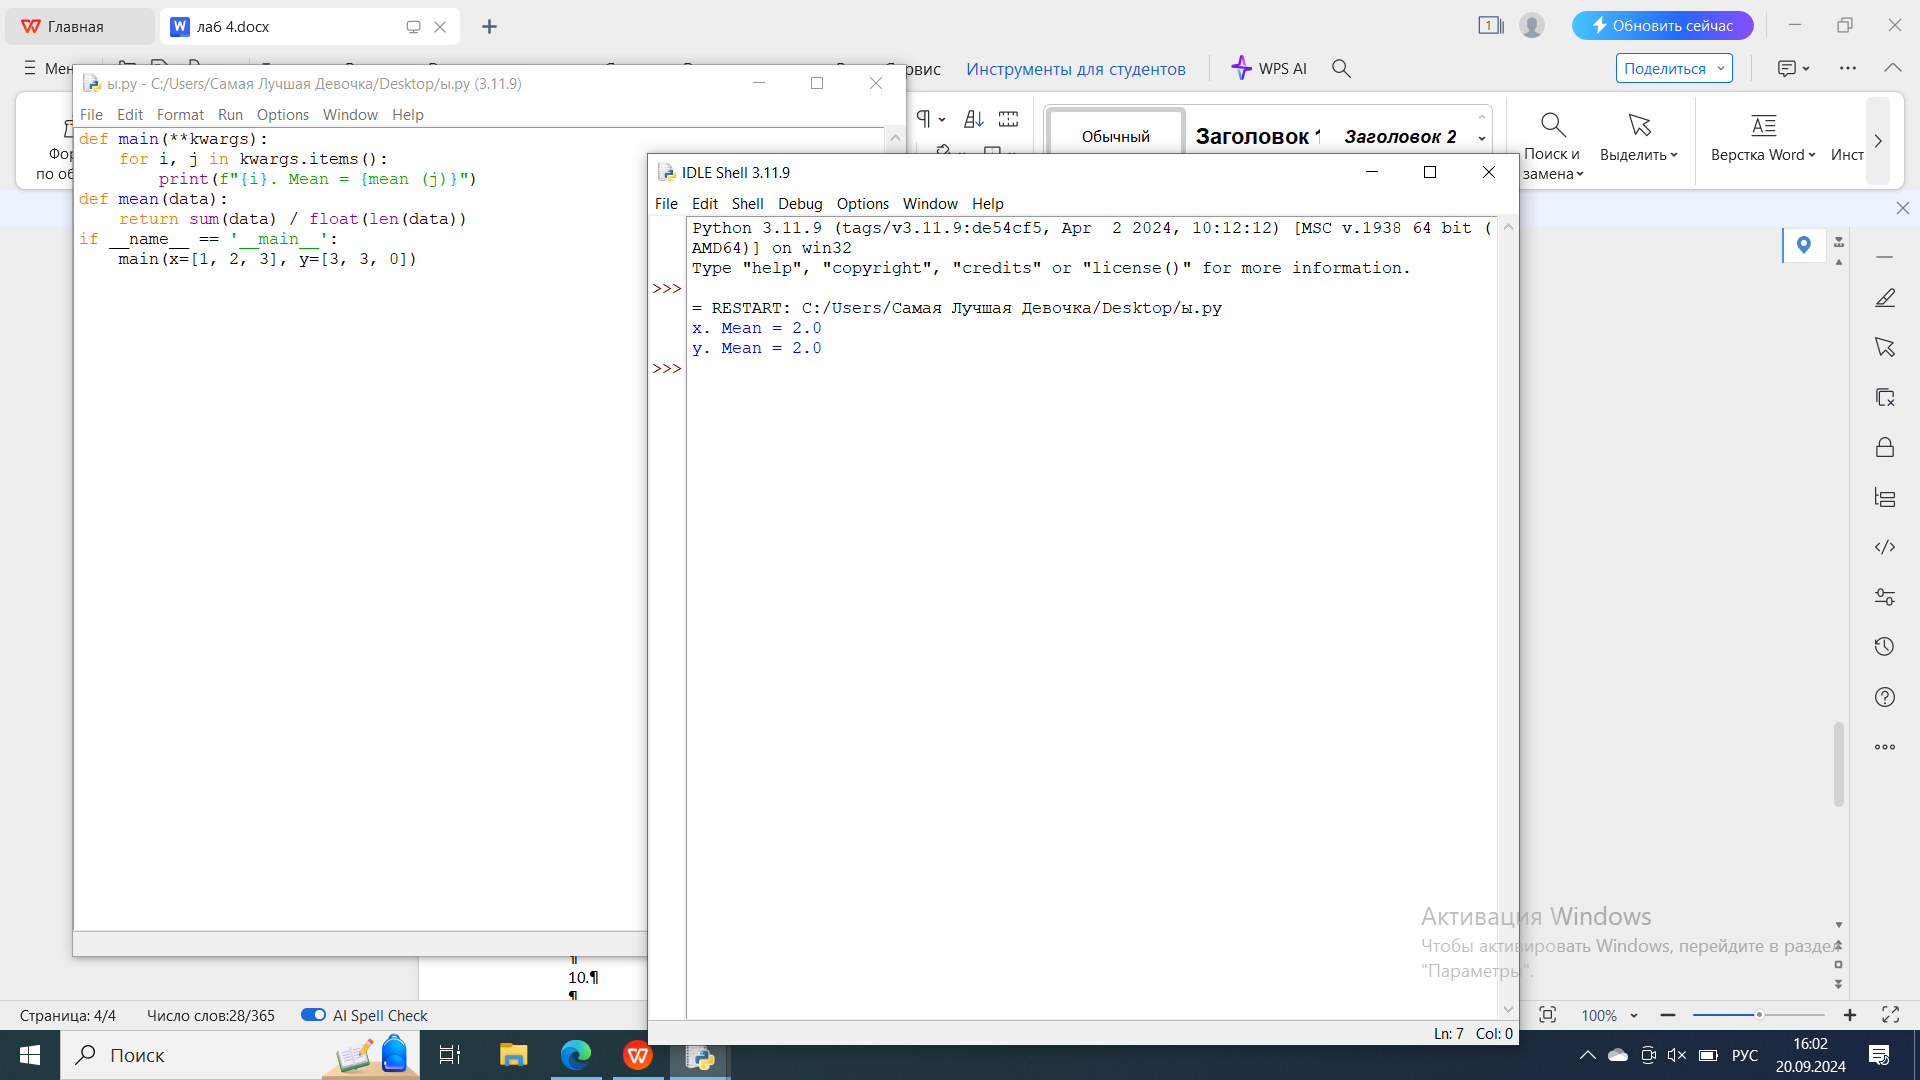 Главная
лаб 4.docx
1
Обновить сейчас
Мен
рвис
Инструменты для студентов
WPS AI
Поделиться
ы.py - C:/Users/Самая Лучшая Девочка/Desktop/ы.py (3.11.9)
File Edit Format Run Options Window Help
def main(**kwargs):
    for i, j in kwargs.items():
        print(f"{i}. Mean = {mean (j)}")
def mean(data):
    return sum(data) / float(len(data))
if __name__ == '__main__':
    main(x=[1, 2, 3], y=[3, 3, 0])
Фор
по об
Обычный
Заголовок 1
Заголовок 2
Поиск и
замена
Выделить
Верстка Word
Инст
IDLE Shell 3.11.9
File Edit Shell Debug Options Window Help
Python 3.11.9 (tags/v3.11.9:de54cf5, Apr  2 2024, 10:12:12) [MSC v.1938 64 bit (
AMD64)] on win32
Type "help", "copyright", "credits" or "license()" for more information.
>>>
= RESTART: C:/Users/Самая Лучшая Девочка/Desktop/ы.py
x. Mean = 2.0
y. Mean = 2.0
>>>
Активация Windows
Чтобы активировать Windows, перейдите в раздел
"Параметры".
¶
10.¶
¶
Ln: 7 Col: 0
Страница: 4/4
Число слов:28/365
AI Spell Check
100%
Поиск
РУС
16:02
20.09.2024